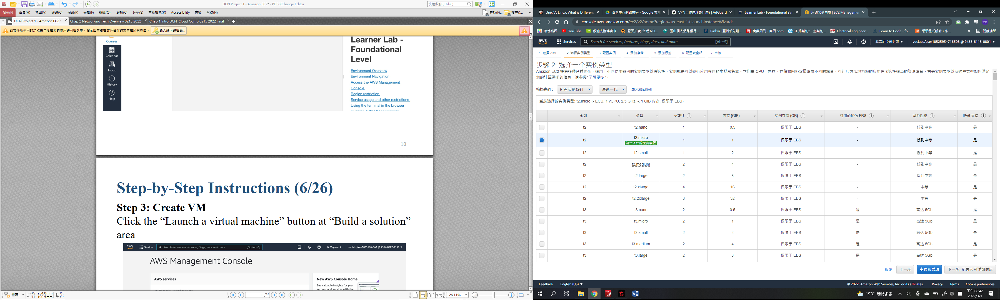 DCN Project 1 - Amazon EC2* - PDF-XChange Editor
快速啟動 (Ctrl+,)
檔案(F) 首頁(H) 視圖(V) 評論(C) 保護(P) 表格(F) 組織(O): 轉換(C) 分享(S) 重新檢視(R) Accessibility 書籤 幫助(H) 尋找(F)... 搜尋()...
DCN Project 1 - Amazon EC2 * Chap 2 Networking Tech Overview 0215 2022 Chap 1 Intro DCN Cloud Comp 0215 2022 Final
該文件所使用的功能未包括在您的現用許可密匙中，演示圖章將在文件儲存時放置在所有頁面。 輸入許可證密鑰...
Courses
Calendar
Inbox
History
Help
Learner Lab -
Foundational
Level
Environment Overview
Environment Navigation
Access the AWS Management
Console
Region restriction
Service usage and other restrictions
Using the terminal in the browser
Running AWS CLI commands
10
Step-by-Step Instructions (6/26)
Step 3: Create VM
Click the “Launch a virtual machine” button at “Build a solution”
area
aws Services Search for services, features, blogs, docs, and more [Option+S] N. Virginia voclabs/user1831696=TA1 @ 7564-8587-2158
AWS Management Console
AWS services
New AWS Console Home
See valuable insights for your
account and services with the
選項... W: 254.0mm H: 190.5mm X: Y: 11 / 32 126.11%
Unix Vs Linux: What is Differen 資料中心網路技術 - Google 雲端 VPN工作原理是什麼? | AdGuard Learner Lab - Foundational Ser 启动实例向导 | EC2 Manageme
console.aws.amazon.com/ec2/v2/home?region=us-east-1#LaunchInstanceWizard:
哈佛補課 YouTube 歡迎光臨博客來 露天拍賣-台灣 NO.... 玉山個人網路銀行... Pinkoi | 亞洲領先設... 商業周刊 - 商周.com iT 邦幫忙::一起幫忙... Electrical Engineer... Learn to Code - fo... 想學程式設計，你... » 閱讀清單
aws Services Search for services, features, blogs, docs, and more [Alt+S] 維吉尼亞州北部 voclabs/user1852593=716306 @ 9433-6113-0801
1. 选择 AMI 2. 选择实例类型 3. 配置实例 4. 添加存储 5. 添加标签 6. 配置安全组 7. 审核
步骤 2: 选择一个实例类型
Amazon EC2 提供多种经过优化，适用于不同使用案例的实例类型以供选择。实例就是可以运行应用程序的虚拟服务器。它们由 CPU、内存、存储和网络容量组成不同的组合，可让您灵活地为您的应用程序选择适当的资源组合。有关实例类型以及这些类型如何满足
您的计算需求的信息，请参阅“了解更多”。
筛选条件: 所有实例系列 最新一代 显示/隐藏列
当前选择的实例类型: t2.micro (- ECU, 1 vCPU, 2.5 GHz, -, 1 GiB 内存, 仅限于 EBS)
系列 类型 vCPU 内存 (GiB) 实例存储 (GB) 可用的优化 EBS 网络性能 IPv6 支持
t2 t2.nano 1 0.5 仅限于 EBS - 低到中等 是
t2 t2.micro 符合条件的免费套餐 1 1 仅限于 EBS - 低到中等 是
t2 t2.small 1 2 仅限于 EBS - 低到中等 是
t2 t2.medium 2 4 仅限于 EBS - 低到中等 是
t2 t2.large 2 8 仅限于 EBS - 低到中等 是
t2 t2.xlarge 4 16 仅限于 EBS - 中等 是
t2 t2.2xlarge 8 32 仅限于 EBS - 中等 是
t3 t3.nano 2 0.5 仅限于 EBS 是 高达 5Gb 是
t3 t3.micro 2 1 仅限于 EBS 是 高达 5Gb 是
t3 t3.small 2 2 仅限于 EBS 是 高达 5Gb 是
t3 t3.medium 2 4 仅限于 EBS 是 高达 5Gb 是
t3 t3.large 2 8 仅限于 EBS 是 高达 5Gb 是
取消 上一步 审核和启动 下一步: 配置实例详细信息
Feedback English (US) © 2022, Amazon Web Services, Inc. or its affiliates. Privacy Terms Cookie preferences
19°C 晴時多雲 下午 08:42
2022/3/1